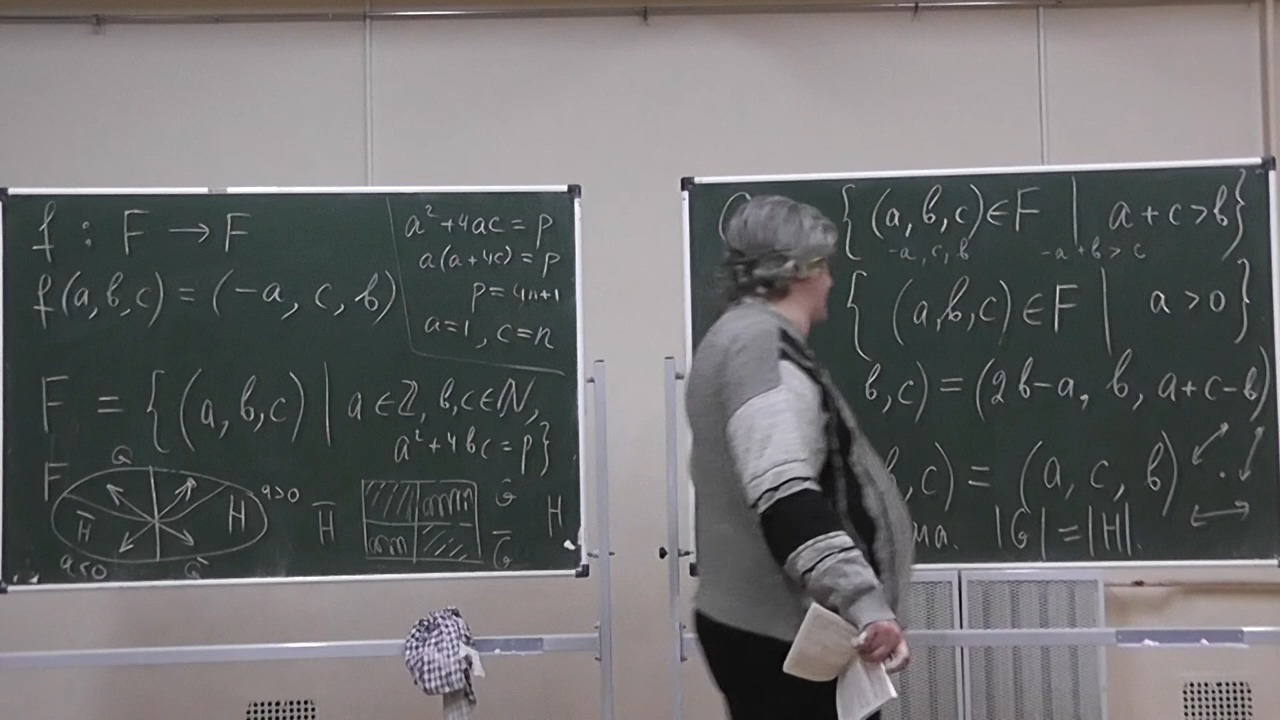 f : F → F
f(a,b,c) = (-a, c, b)
a² + 4ac = p
a(a+4c) = p
p = 4n+1
a=1, c=n
F = {(a,b,c) | a ∈ ℤ, b,c ∈ ℕ,
a² + 4bc = p}
F G H̄ H a>0
a<0 Ḡ
H̄ G H
Ḡ
{(a,b,c) ∈ F | a+c>b}
-a, c, b -a+b>c
{(a,b,c) ∈ F | a>0}
b,c) = (2b-a, b, a+c-b)
,c) = (a, c, b)
ма. |G| = |H|.